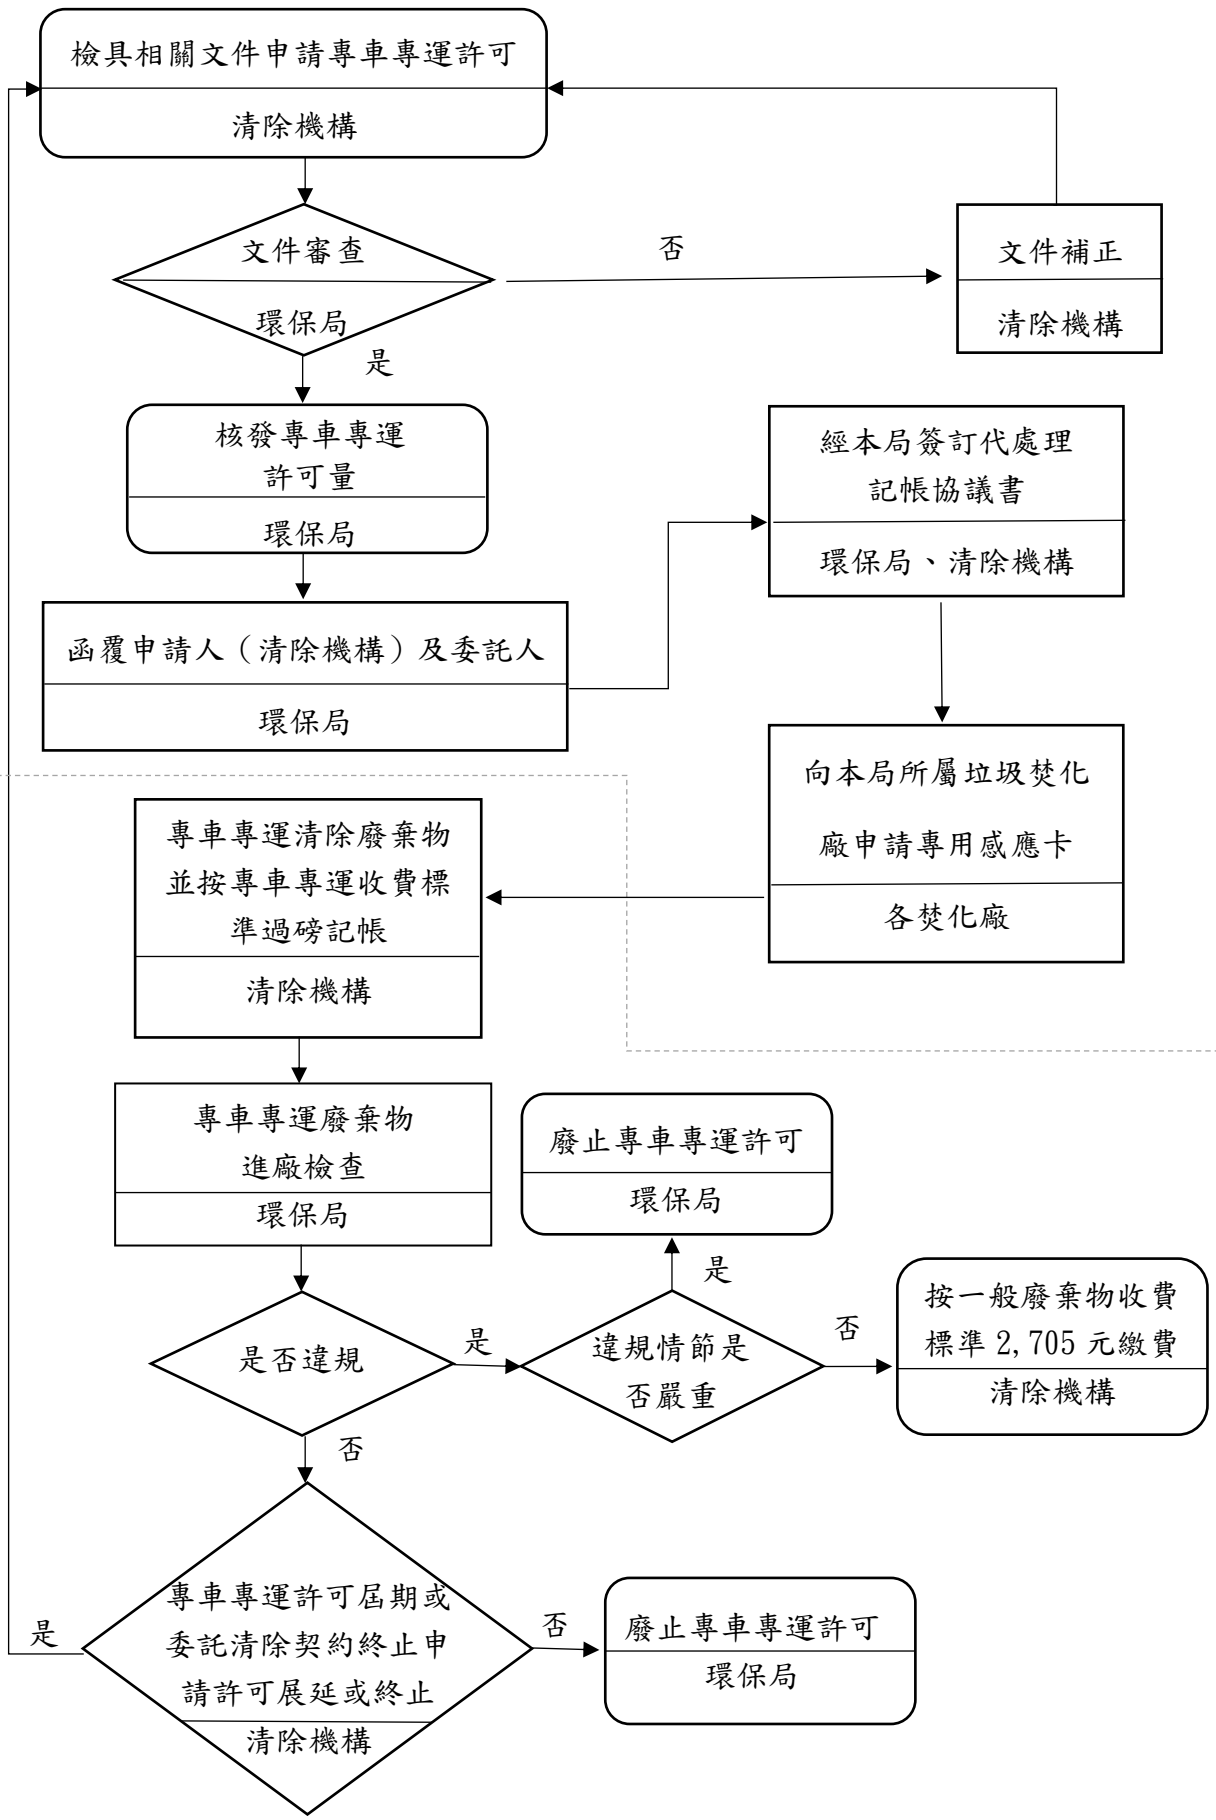 檢具相關文件申請專車專運許可
清除機構
文件審查
環保局
否
文件補正
清除機構
是
核發專車專運
許可量
環保局
經本局簽訂代處理
記帳協議書
環保局、清除機構
函覆申請人（清除機構）及委託人
環保局
向本局所屬垃圾焚化
廠申請專用感應卡
各焚化廠
專車專運清除廢棄物
並按專車專運收費標
準過磅記帳
清除機構
專車專運廢棄物
進廠檢查
環保局
廢止專車專運許可
環保局
是
是否違規
是
違規情節是
否嚴重
否
按一般廢棄物收費
標準 2,705 元繳費
清除機構
否
專車專運許可屆期或
委託清除契約終止申
請許可展延或終止
清除機構
是
否
廢止專車專運許可
環保局